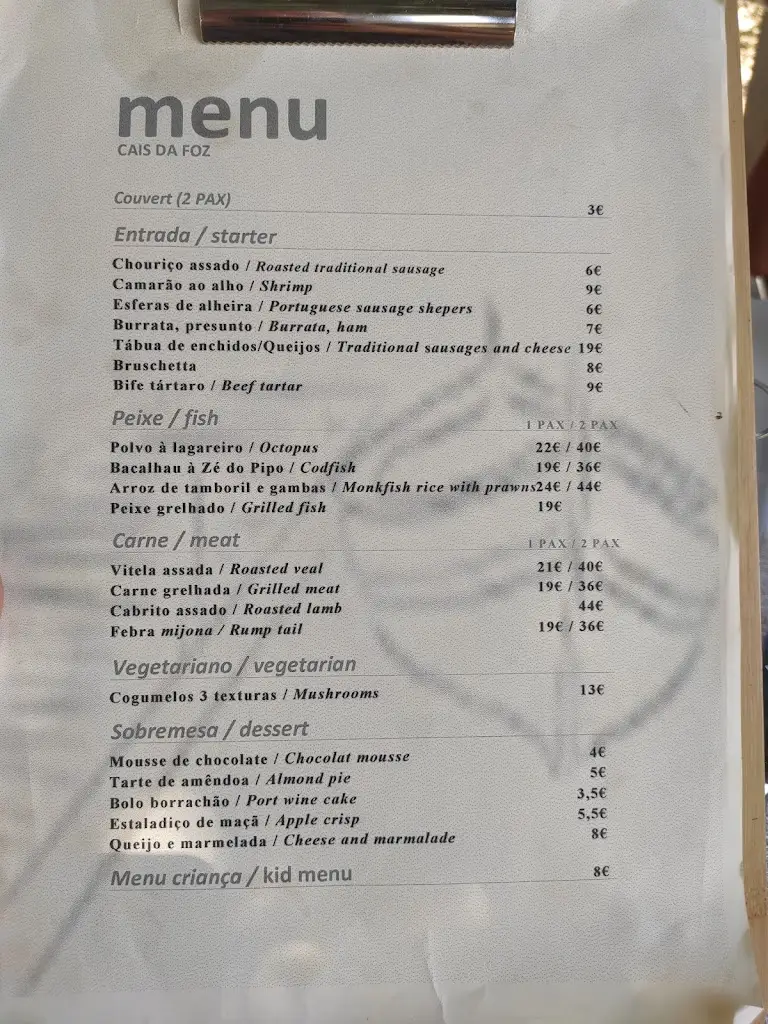 menu
CAIS DA FOZ
Couvert (2 PAX) 3€
Entrada / starter
Chouriço assado / Roasted traditional sausage 6€
Camarão ao alho / Shrimp 9€
Esferas de alheira / Portuguese sausage shepers 6€
Burrata, presunto / Burrata, ham 7€
Tábua de enchidos/Queijos / Traditional sausages and cheese 19€
Bruschetta 8€
Bife tártaro / Beef tartar 9€
Peixe / fish 1 PAX / 2 PAX
Polvo à lagareiro / Octopus 22€ / 40€
Bacalhau à Zé do Pipo / Codfish 19€ / 36€
Arroz de tamboril e gambas / Monkfish rice with prawns 24€ / 44€
Peixe grelhado / Grilled fish 19€
Carne / meat 1 PAX / 2 PAX
Vitela assada / Roasted veal 21€ / 40€
Carne grelhada / Grilled meat 19€ / 36€
Cabrito assado / Roasted lamb 44€
Febra mijona / Rump tail 19€ / 36€
Vegetariano / vegetarian
Cogumelos 3 texturas / Mushrooms 13€
Sobremesa / dessert
Mousse de chocolate / Chocolat mousse 4€
Tarte de amêndoa / Almond pie 5€
Bolo borrachão / Port wine cake 3,5€
Estaladiço de maçã / Apple crisp 5,5€
Queijo e marmelada / Cheese and marmalade 8€
Menu criança / kid menu 8€